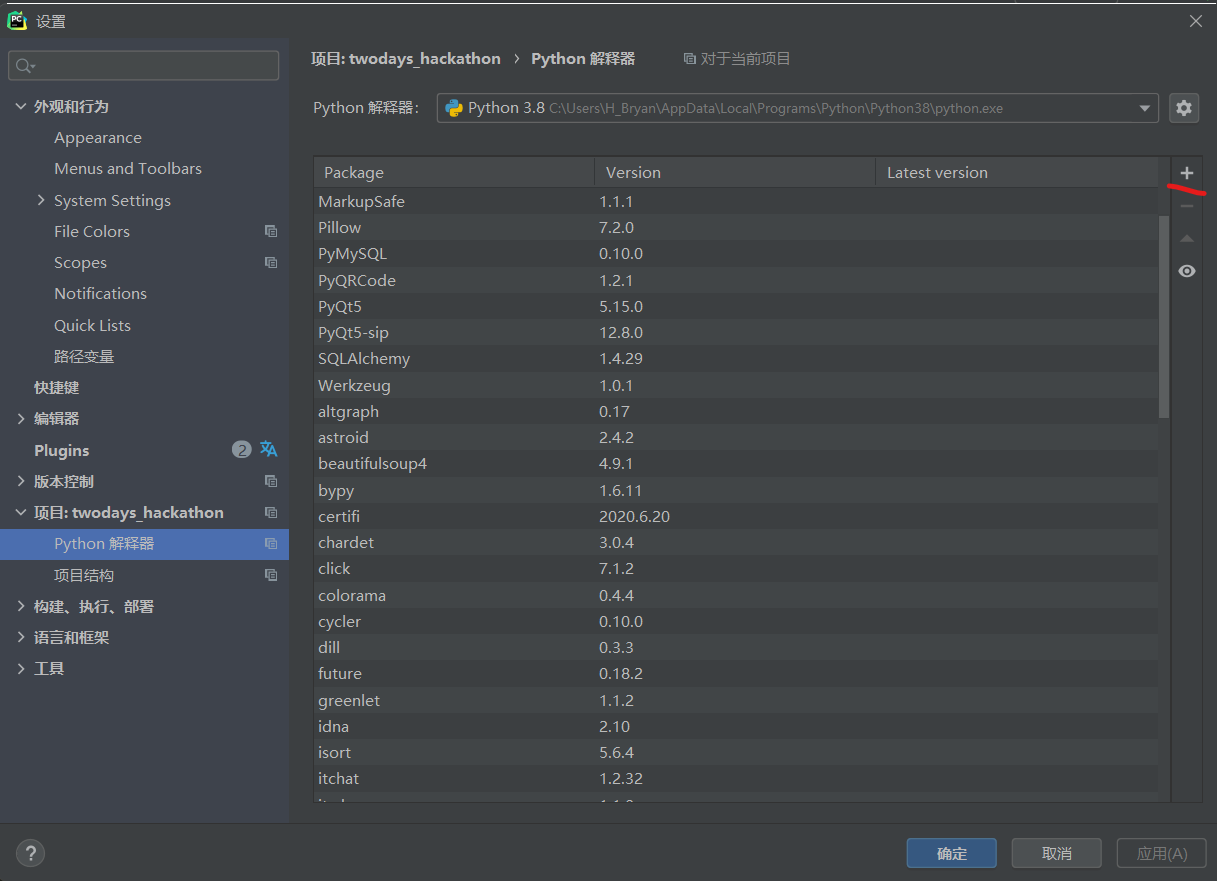 PC 设置
项目: twodays_hackathon › Python 解释器 对于当前项目
Python 解释器: Python 3.8 C:\Users\H_Bryan\AppData\Local\Programs\Python\Python38\python.exe
外观和行为
Appearance
Menus and Toolbars
System Settings
File Colors
Scopes
Notifications
Quick Lists
路径变量
快捷键
编辑器
Plugins 2
版本控制
项目: twodays_hackathon
Python 解释器
项目结构
构建、执行、部署
语言和框架
工具
Package Version Latest version
MarkupSafe 1.1.1
Pillow 7.2.0
PyMySQL 0.10.0
PyQRCode 1.2.1
PyQt5 5.15.0
PyQt5-sip 12.8.0
SQLAlchemy 1.4.29
Werkzeug 1.0.1
altgraph 0.17
astroid 2.4.2
beautifulsoup4 4.9.1
bypy 1.6.11
certifi 2020.6.20
chardet 3.0.4
click 7.1.2
colorama 0.4.4
cycler 0.10.0
dill 0.3.3
future 0.18.2
greenlet 1.1.2
idna 2.10
isort 5.6.4
itchat 1.2.32
? 确定 取消 应用(A)